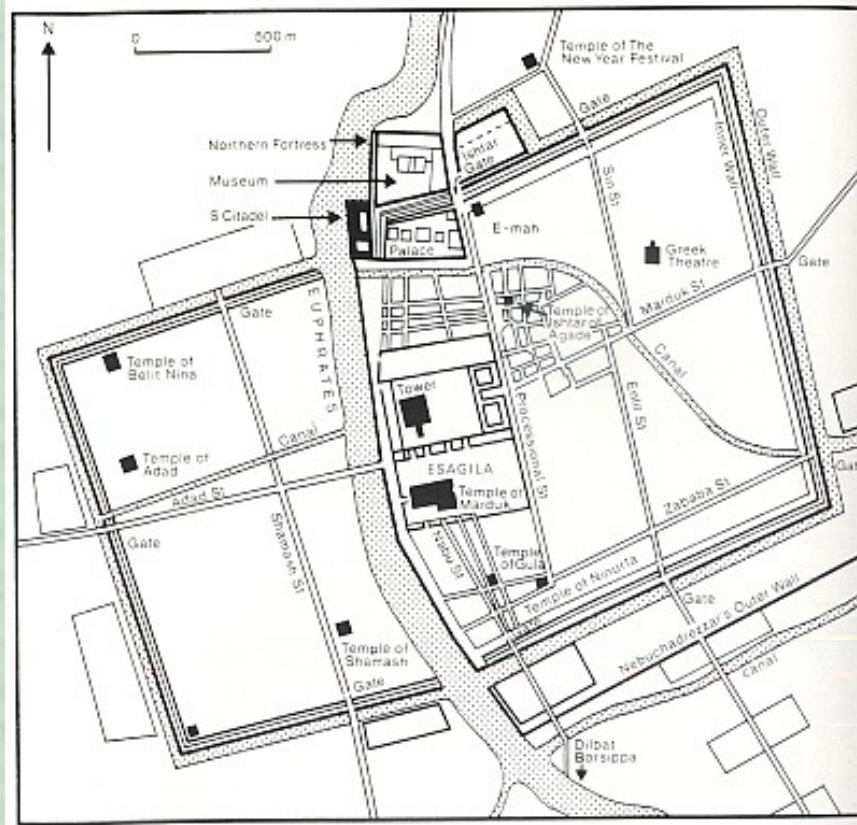 N
0 500 m
Temple of The
New Year Festival
Gate
Outer Wall
Inner Wall
Northern Fortress
Ishtar
Gate
Museum
Sin St
S Citadel
E-mah
Palace
Greek
Theatre
Gate
Marduk St
EUPHRATES
Gate
Temple of
Ishtar of
Agade
Canal
Temple of
Belit Nina
Tower
Enlil St
Processional St
Canal
Temple of
Adad
ESAGILA
Adad St
Gate
Zababa St
Temple of
Marduk
Gate
Shamash St
Nabu St
Temple
of Gula
Temple of Ninurta
Gate
Gate
Nebuchadrezzar's Outer Wall
Temple of
Shamash
Canal
Gate
Dilbat
Borsippa